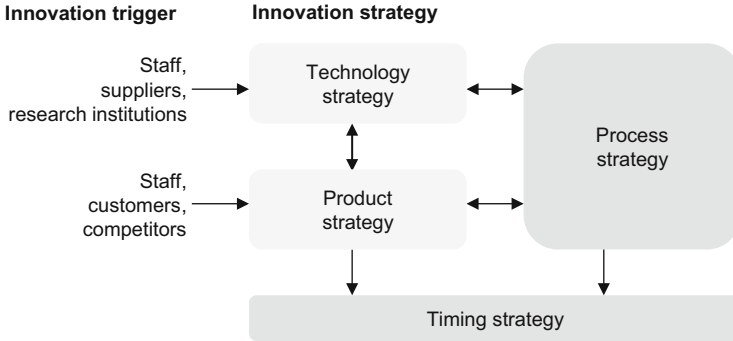 Innovation trigger
Innovation strategy
Staff,
suppliers,
research institutions
Technology
strategy
Process
strategy
Staff,
customers,
competitors
Product
strategy
Timing strategy